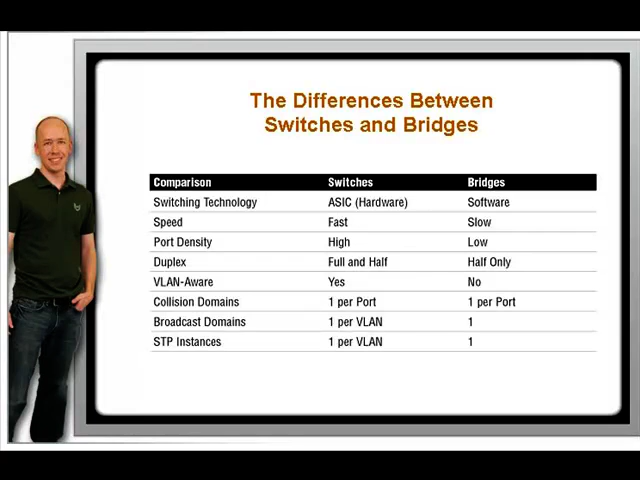 The Differences Between
Switches and Bridges
Comparison Switches Bridges
Switching Technology ASIC (Hardware) Software
Speed Fast Slow
Port Density High Low
Duplex Full and Half Half Only
VLAN-Aware Yes No
Collision Domains 1 per Port 1 per Port
Broadcast Domains 1 per VLAN 1
STP Instances 1 per VLAN 1